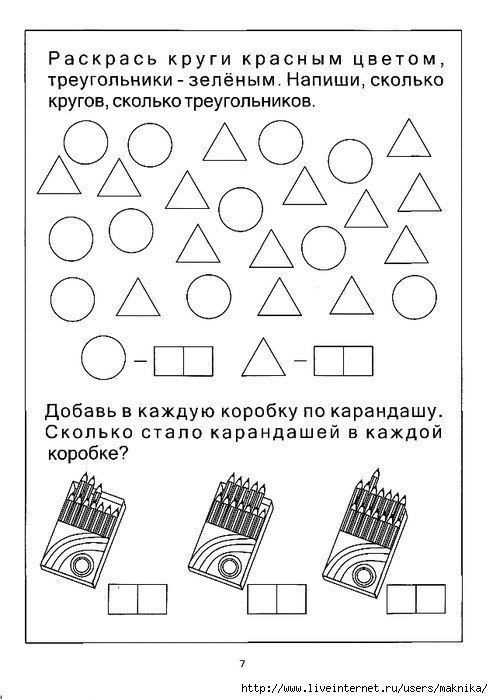 Раскрась круги красным цветом,
треугольники - зелёным. Напиши, сколько
кругов, сколько треугольников.
Добавь в каждую коробку по карандашу.
Сколько стало карандашей в каждой
коробке?
7
http://www.liveinternet.ru/users/maknika/